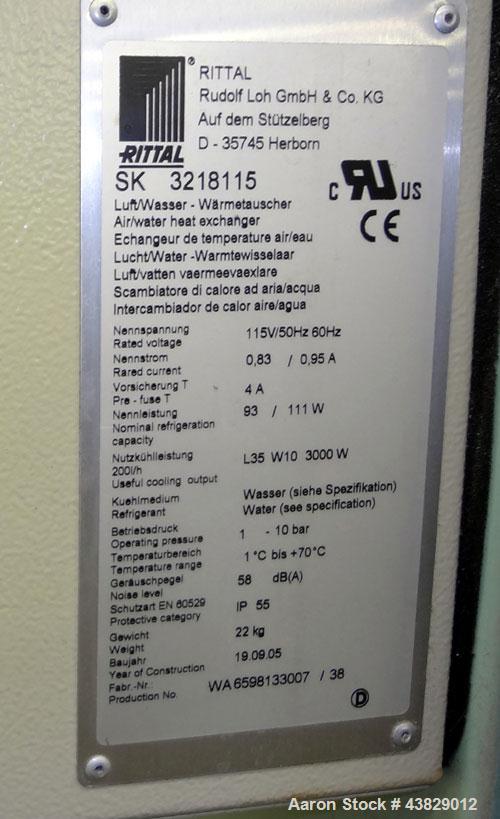 RITTAL
®
RITTAL
Rudolf Loh GmbH & Co. KG
Auf dem Stützelberg
D - 35745 Herborn
SK 3218115
C RU US
CE
Luft/Wasser - Wärmetauscher
Air/water heat exchanger
Echangeur de temperature air/eau
Lucht/Water -Warmtewisselaar
Luft/vatten vaermeevaexlare
Scambiatore di calore ad aria/acqua
Intercambiador de calor aire/agua
Nennspannung
Rated voltage 115V/50Hz 60Hz
Nennstrom
Rared current 0,83 / 0,95 A
Vorsicherung T
Pre - fuse T 4 A
Nennleistung 93 / 111 W
Nominal refrigeration
capacity
Nutzkühlleistung
200l/h L35 W10 3000 W
Useful cooling output
Kuehlmedium Wasser (siehe Spezifikation)
Refrigerant Water (see specification)
Betriebsdruck
Operating pressure 1 - 10 bar
Temperaturbereich
Temperature range 1 °C bis +70°C
Geräuschpegel
Noise level 58 dB(A)
Schutzart EN 60529
Protective category IP 55
Gewicht
Weight 22 kg
Baujahr
Year of Construction 19.09.05
Fabr.-Nr.:
Production No. WA 6598133007 / 38
D
Aaron Stock # 43829012